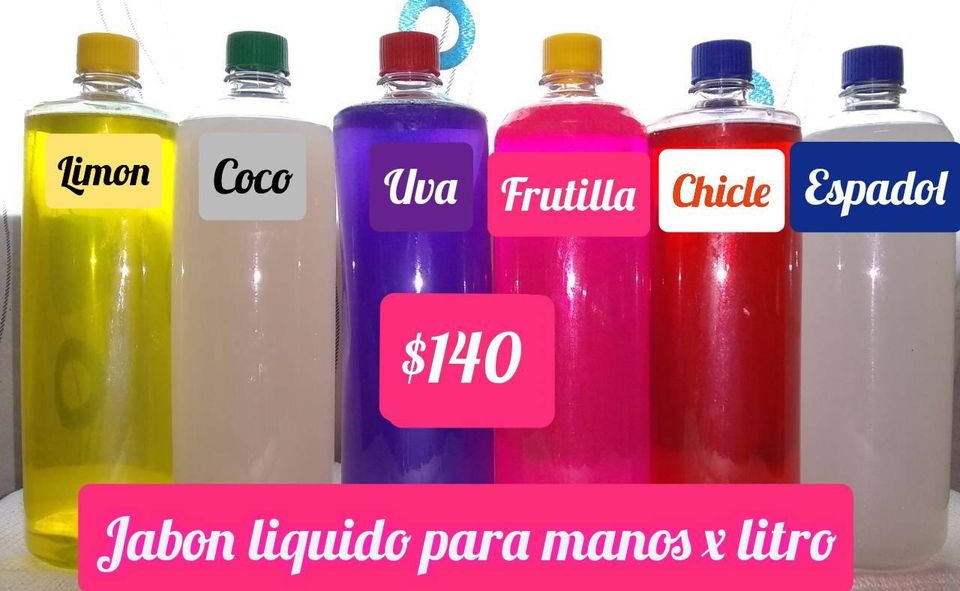 Limon
Coco
Uva
Frutilla
Chicle
Espadol
$140
Jabon liquido para manos x litro